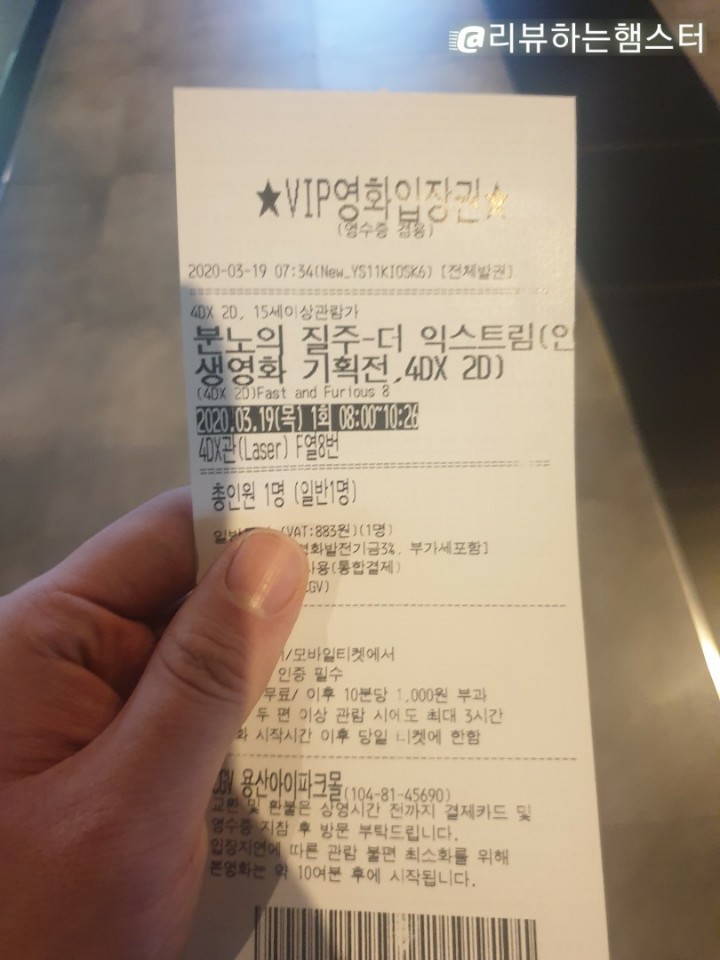 @리뷰하는햄스터
★VIP영화입장권★
(영수증 겸용)
2020-03-19 07:34(New_YS11KIOSK6) [전체발권]
4DX 2D, 15세이상관람가
분노의 질주-더 익스트림(인
생영화 기획전,4DX 2D)
(4DX 2D)Fast and Furious 8
2020.03.19(목) 1회 08:00~10:26
4DX관(Laser) F열8번
총인원 1명 (일반1명)
(VAT:883원)(1명)
영화발전기금3%, 부가세포함]
사용(통합결제)
CGV)
/모바일티켓에서
인증 필수
무료/ 이후 10분당 1,000원 부과
두 편 이상 관람 시에도 최대 3시간
시작시간 이후 당일 티켓에 한함
CGV 용산아이파크몰(104-81-45690)
교환 및 환불은 상영시간 전까지 결제카드 및
영수증 지참 후 방문 부탁드립니다.
입장지연에 따른 관람 불편 최소화를 위해
본영화는 약 10여분 후에 시작됩니다.